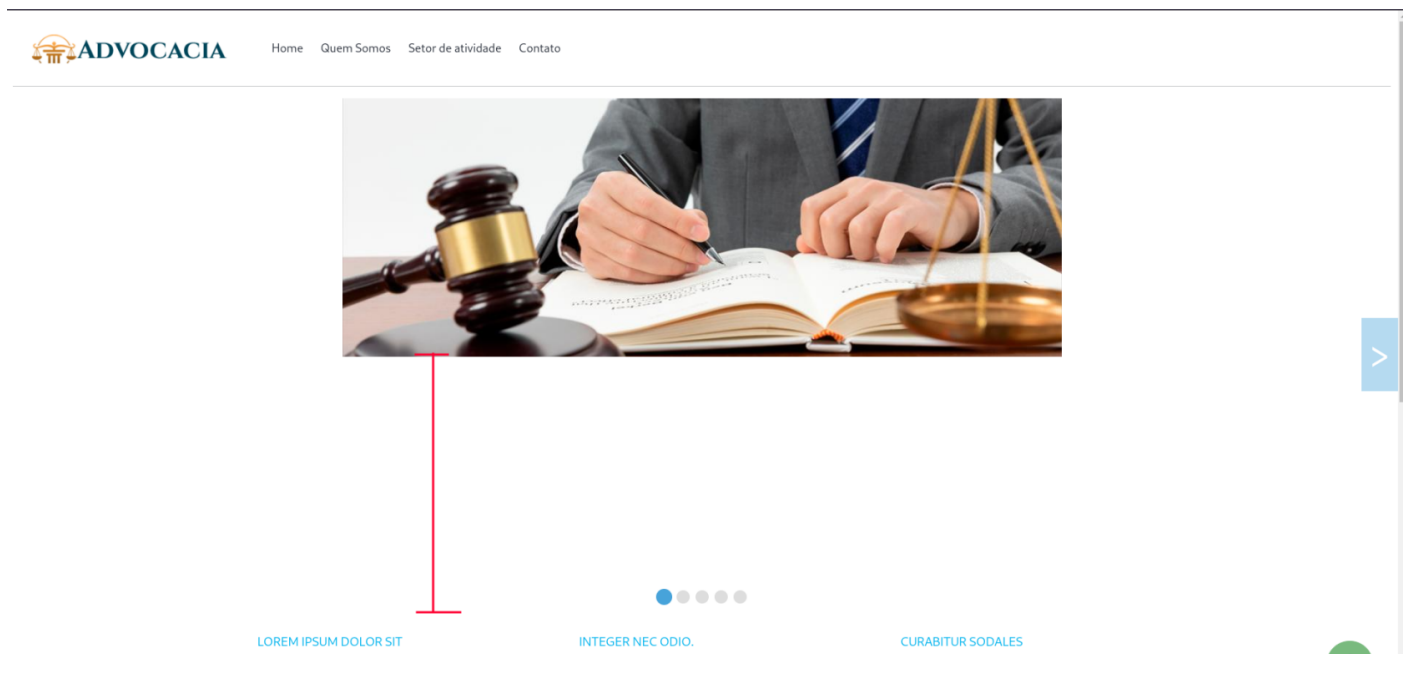 ADVOCACIA
Home Quem Somos Setor de atividade Contato
>
LOREM IPSUM DOLOR SIT INTEGER NEC ODIO. CURABITUR SODALES